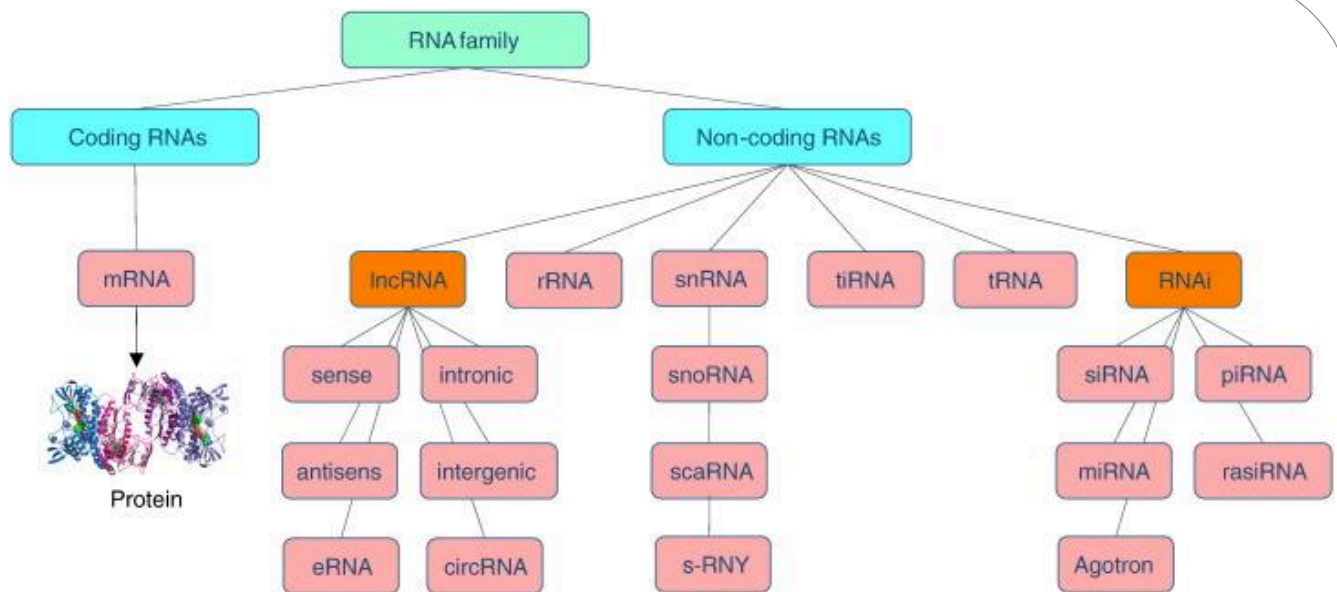 RNA family
Coding RNAs
Non-coding RNAs
mRNA
lncRNA
rRNA
snRNA
tiRNA
tRNA
RNAi
sense
intronic
snoRNA
siRNA
piRNA
antisens
intergenic
scaRNA
miRNA
rasiRNA
Protein
eRNA
circRNA
s-RNY
Agotron